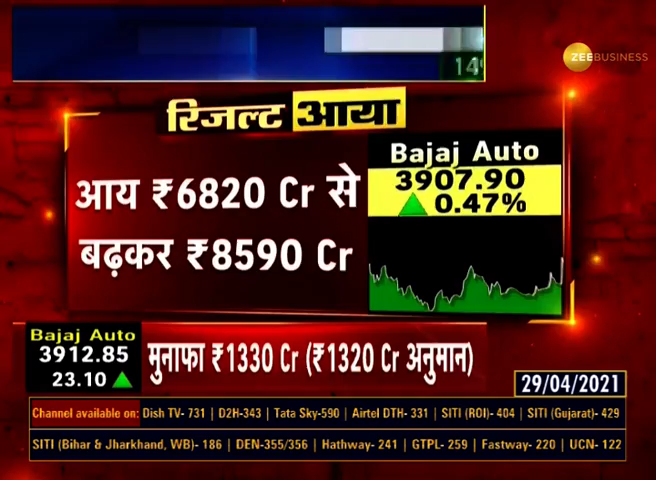 14
ZEEBUSINESS
रिजल्ट आया
आय ₹6820 Cr से
बढ़कर ₹8590 Cr
Bajaj Auto
3907.90
0.47%
Bajaj Auto
3912.85
23.10
मुनाफा ₹1330 Cr (₹1320 Cr अनुमान)
29/04/2021
Channel available on: Dish TV- 731 | D2H-343 | Tata Sky-590 | Airtel DTH- 331 | SITI (ROI)- 404 | SITI (Gujarat)- 429
SITI (Bihar & Jharkhand, WB)- 186 | DEN-355/356 | Hathway- 241 | GTPL- 259 | Fastway- 220 | UCN- 122